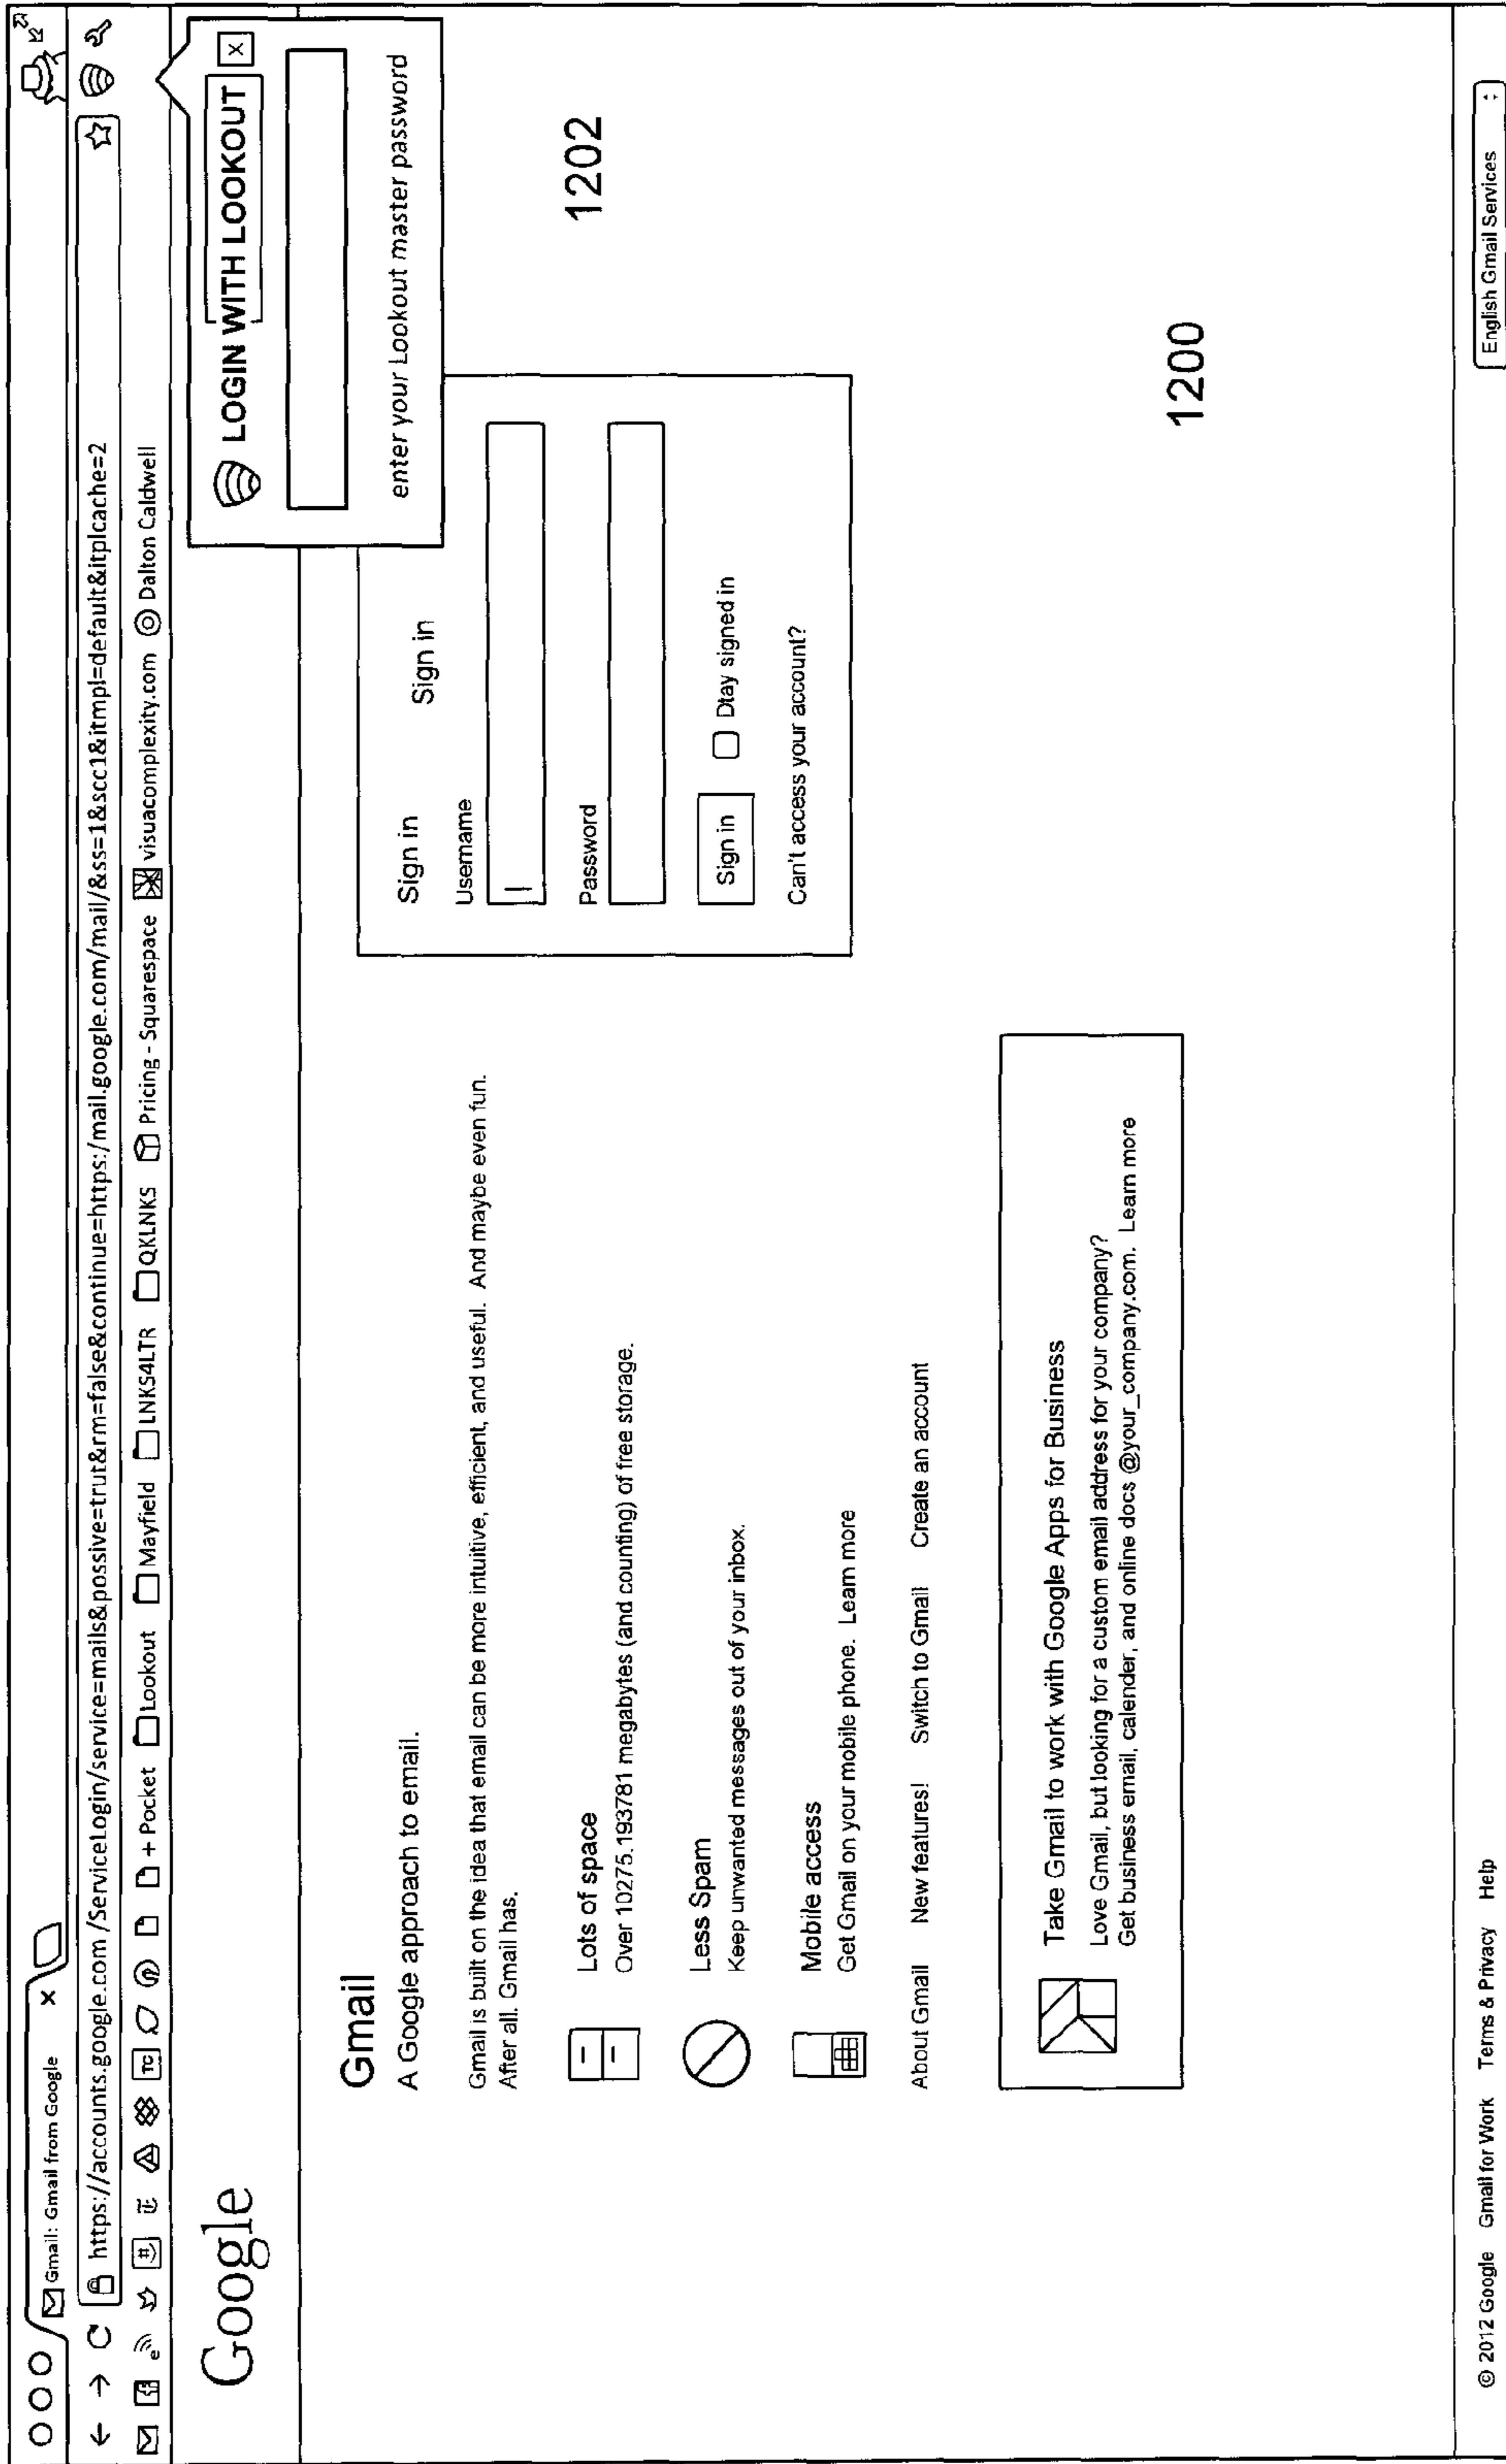 Gmail: Gmail from Google x
https://accounts.google.com /ServiceLogin/service=mails&possive=trut&rm=false&continue=https:/mail.google.com/mail/&ss=1&scc1&itmpl=default&itplcache=2
TC + Pocket Lookout Mayfield LNKS4LTR QKLNKS Pricing - Squarespace visuacomplexity.com Dalton Caldwell
Google
LOGIN WITH LOOKOUT X
enter your Lookout master password
Gmail
A Google approach to email.
Gmail is built on the idea that email can be more intuitive, efficient, and useful. And maybe even fun.
After all. Gmail has.
Lots of space
Over 10275.193781 megabytes (and counting) of free storage.
Less Spam
Keep unwanted messages out of your inbox.
Mobile access
Get Gmail on your mobile phone. Learn more
About Gmail New features! Switch to Gmail Create an account
Take Gmail to work with Google Apps for Business
Love Gmail, but looking for a custom email address for your company?
Get business email, calender, and online docs @your_company.com. Learn more
Sign in Sign in
Username
Password
Sign in Dtay signed in
Can't access your account?
1202
1200
© 2012 Google Gmail for Work Terms & Privacy Help English Gmail Services